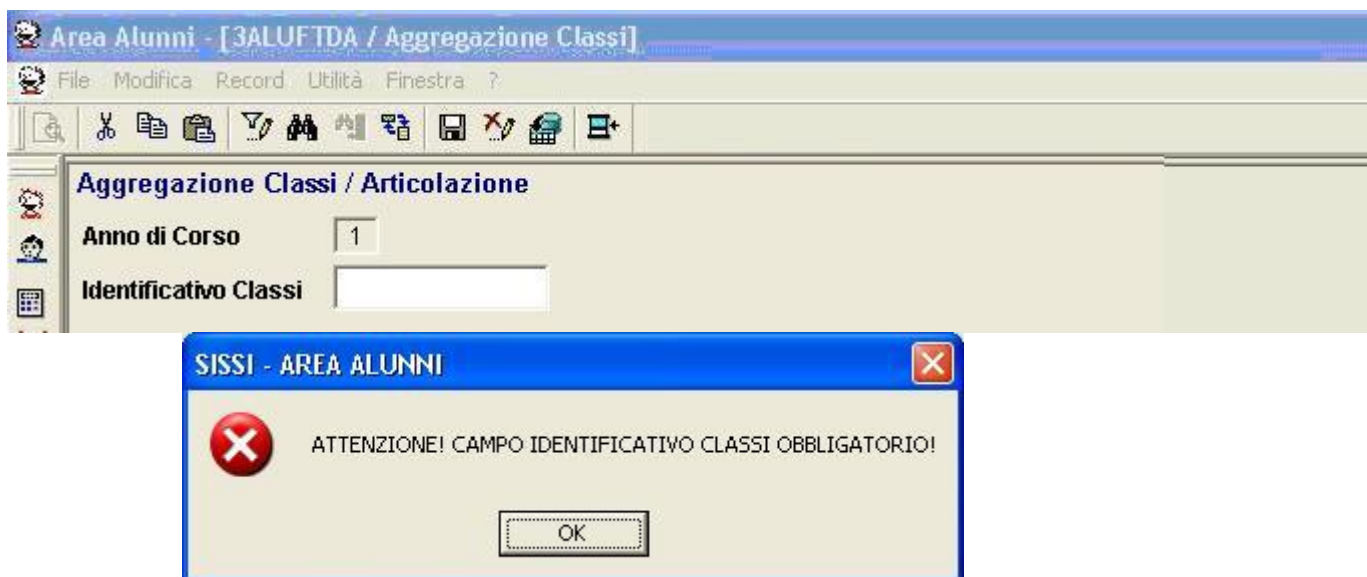 Area Alunni - [3ALUFTDA / Aggregazione Classi]
File Modifica Record Utilità Finestra ?
Aggregazione Classi / Articolazione
Anno di Corso 1
Identificativo Classi
SISSI - AREA ALUNNI
ATTENZIONE! CAMPO IDENTIFICATIVO CLASSI OBBLIGATORIO!
OK